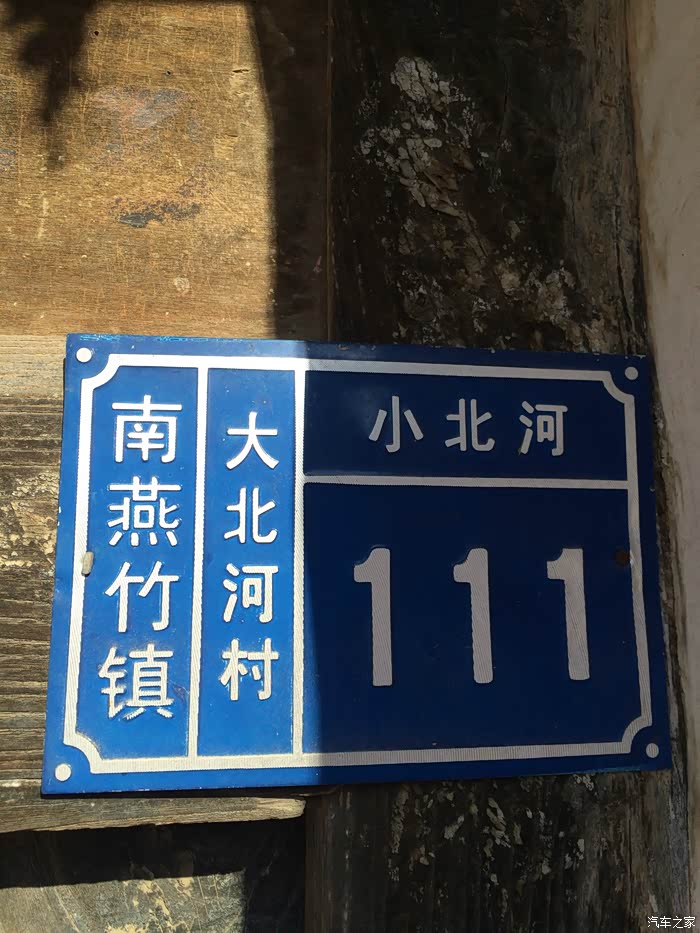 南燕竹镇
大北河村
小北河
111
汽车之家